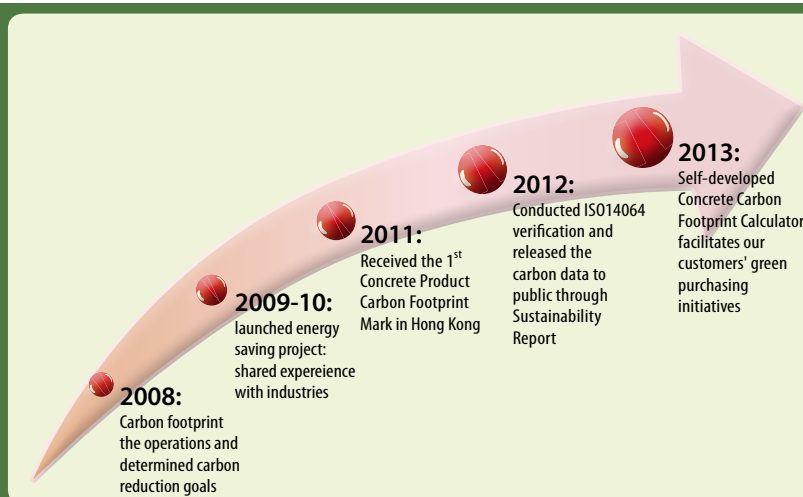 2008:
Carbon footprint
the operations and
determined carbon
reduction goals
2009-10:
launched energy
saving project:
shared expereience
with industries
2011:
Received the 1st
Concrete Product
Carbon Footprint
Mark in Hong Kong
2012:
Conducted ISO14064
verification and
released the
carbon data to
public through
Sustainability
Report
2013:
Self-developed
Concrete Carbon
Footprint Calculator
facilitates our
customers' green
purchasing
initiatives